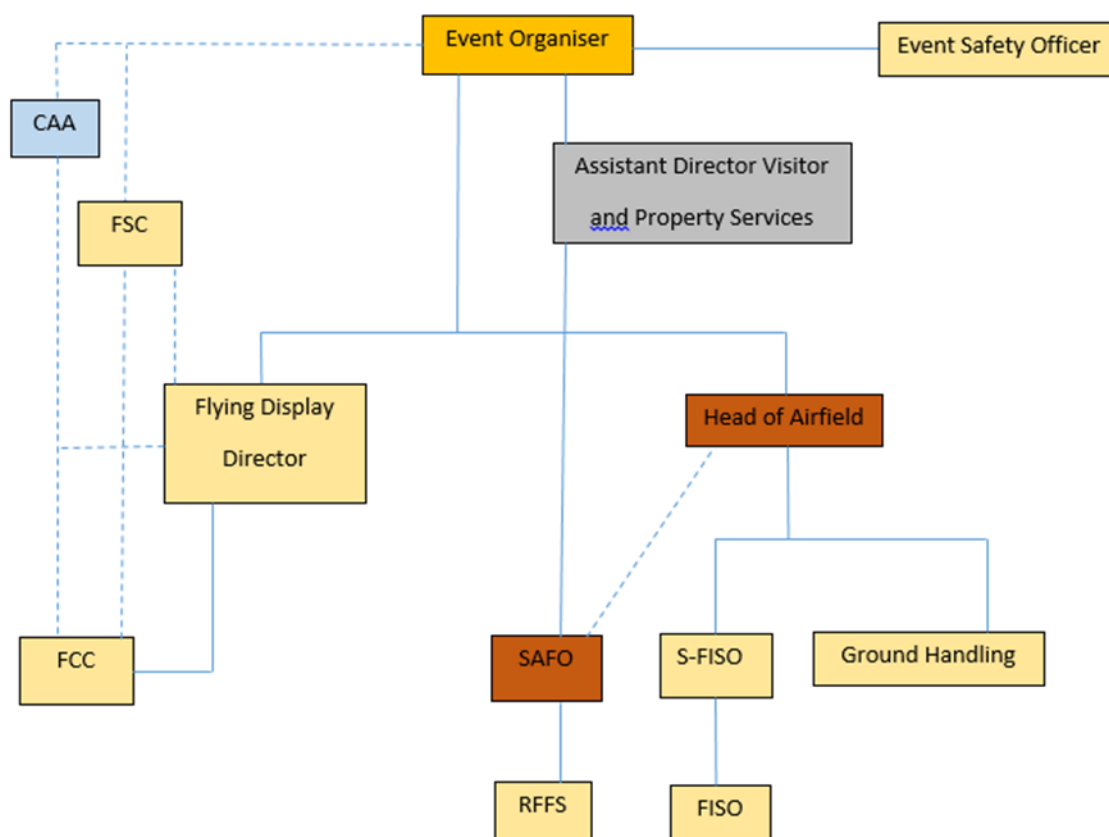 Event Organiser
Event Safety Officer
CAA
Assistant Director Visitor
and Property Services
FSC
Flying Display
Director
Head of Airfield
FCC
SAFO
S-FISO
Ground Handling
RFFS
FISO